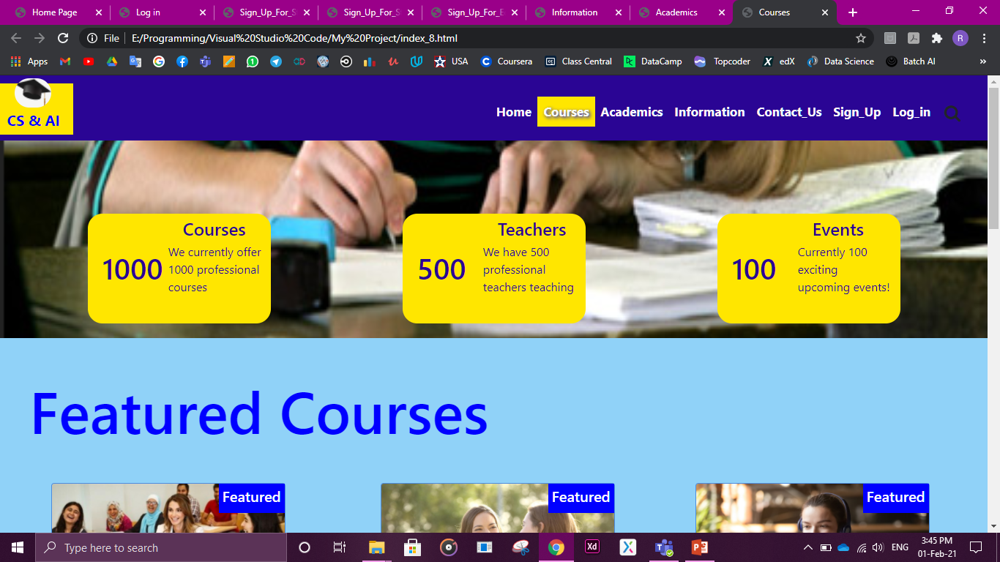 Home Page
Log in
Sign_Up_For_S
Sign_Up_For_S
Sign_Up_For_E
Information
Academics
Courses
File
E:/Programming/Visual%20Studio%20Code/My%20Project/index_8.html
R
Apps
USA
Coursera
Class Central
DataCamp
Topcoder
edX
Data Science
Batch AI
»
CS & AI
Home
Courses
Academics
Information
Contact_Us
Sign_Up
Log_in
Courses
1000
We currently offer
1000 professional
courses
Teachers
500
We have 500
professional
teachers teaching
Events
100
Currently 100
exciting
upcoming events!
Featured Courses
Featured
Featured
Featured
Type here to search
Xd
ENG
3:45 PM
01-Feb-21